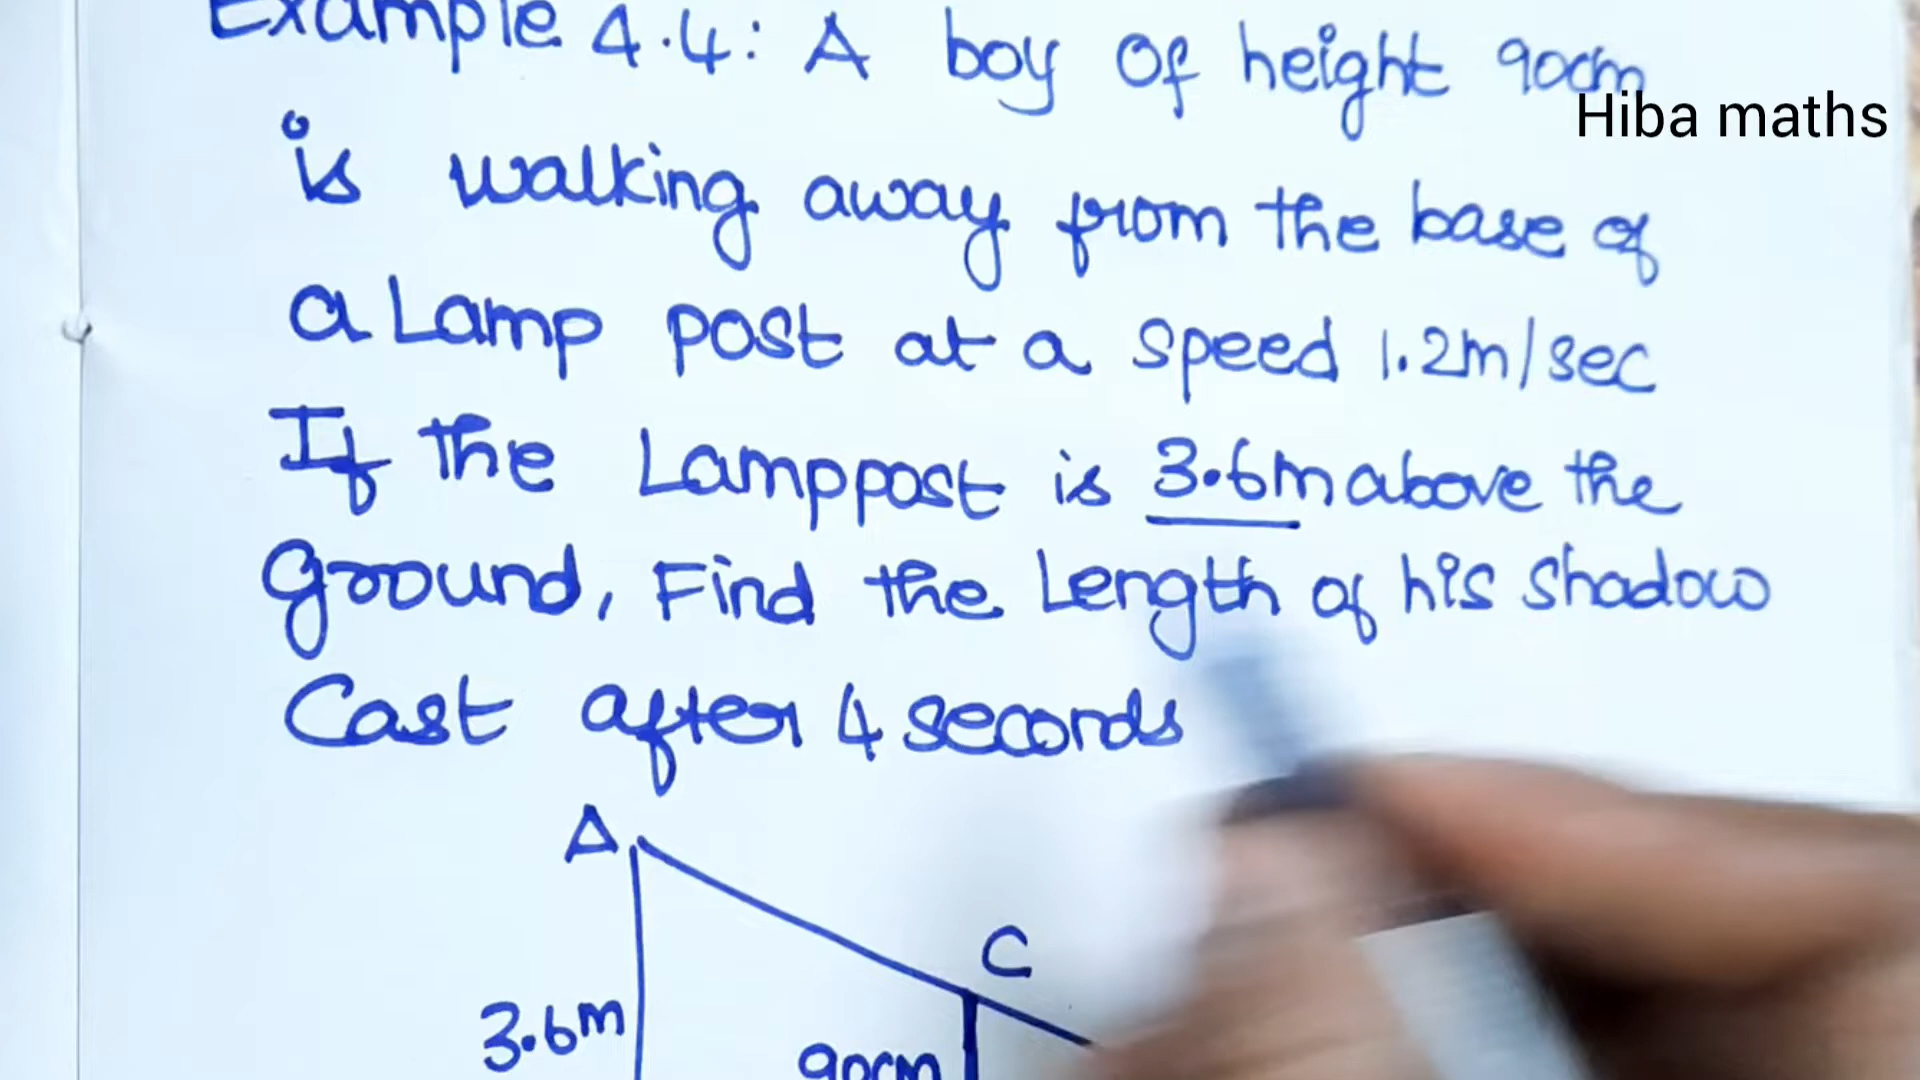 Example 4.4: A boy of height 90cm
Hiba maths
is walking away from the base of
a Lamp post at a speed 1.2m/sec
If the Lamppost is 3.6m above the
ground, Find the Length of his shadow
Cast after 4 seconds
A
C
3.6m
90cm